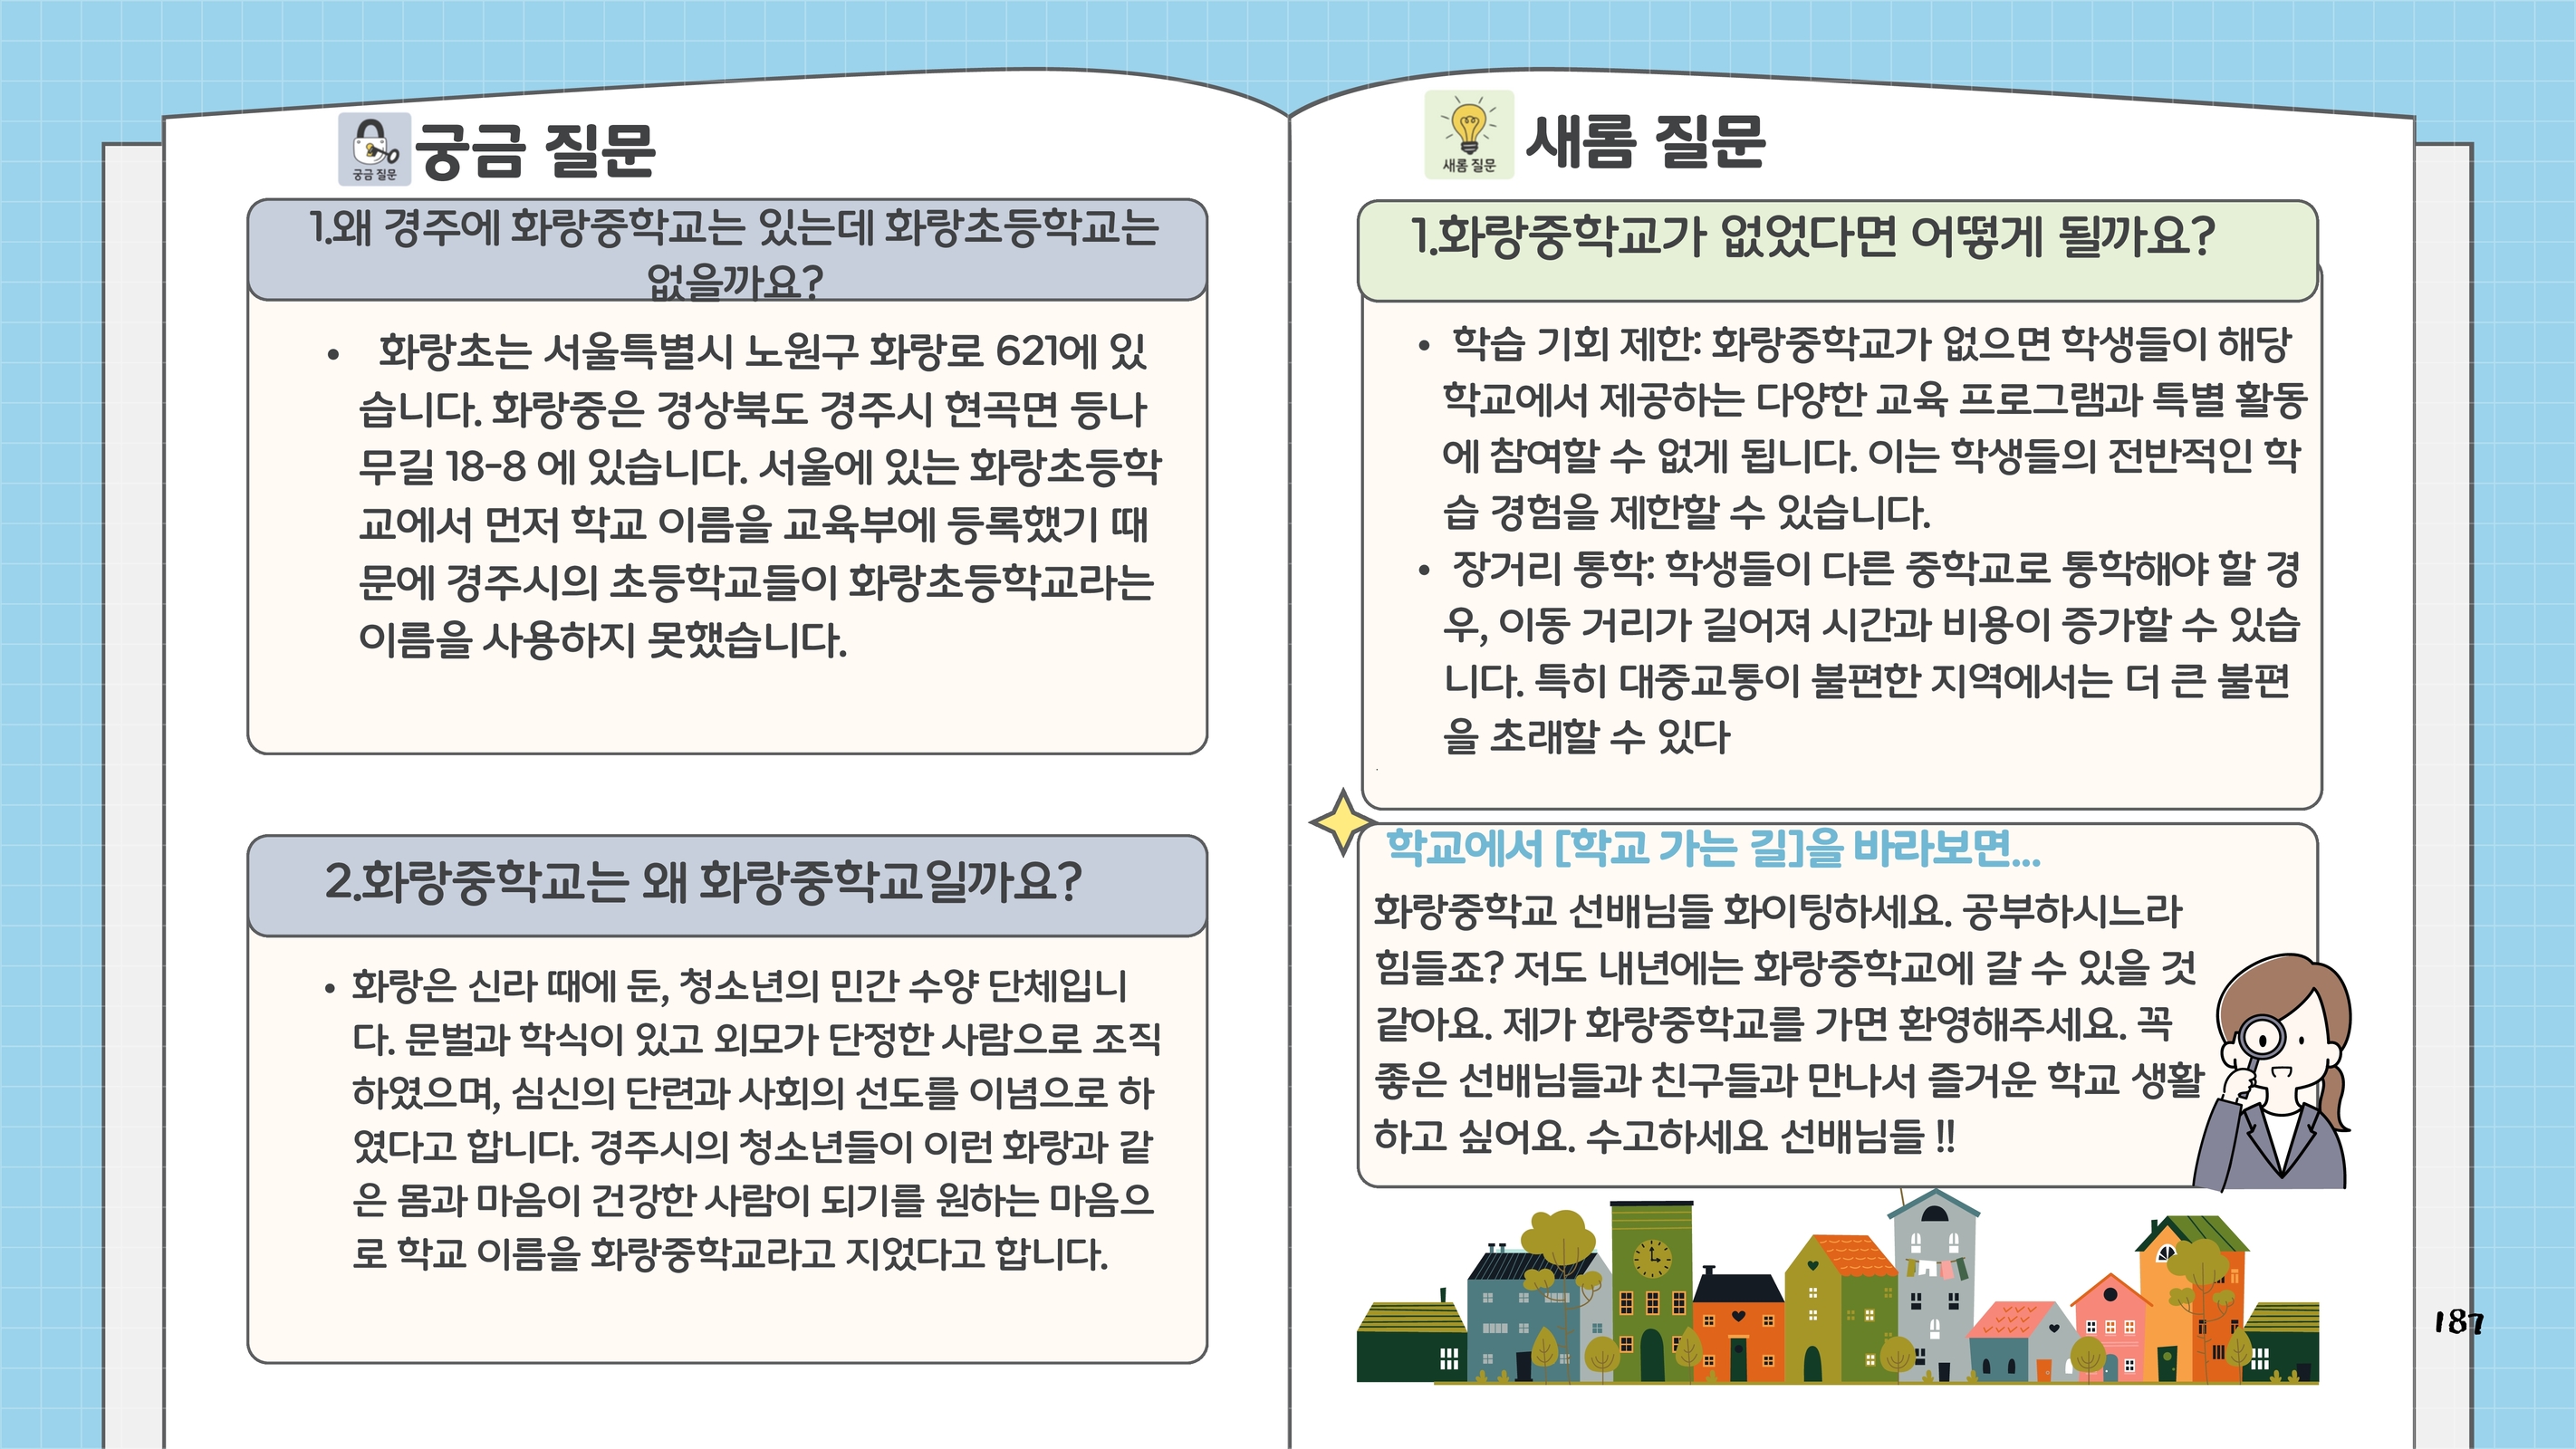 궁금 질문
궁금 질문
1.왜 경주에 화랑중학교는 있는데 화랑초등학교는
없을까요?
• 화랑초는 서울특별시 노원구 화랑로 621에 있
습니다. 화랑중은 경상북도 경주시 현곡면 등나
무길 18-8 에 있습니다. 서울에 있는 화랑초등학
교에서 먼저 학교 이름을 교육부에 등록했기 때
문에 경주시의 초등학교들이 화랑초등학교라는
이름을 사용하지 못했습니다.
2.화랑중학교는 왜 화랑중학교일까요?
• 화랑은 신라 때에 둔, 청소년의 민간 수양 단체입니
다. 문벌과 학식이 있고 외모가 단정한 사람으로 조직
하였으며, 심신의 단련과 사회의 선도를 이념으로 하
였다고 합니다. 경주시의 청소년들이 이런 화랑과 같
은 몸과 마음이 건강한 사람이 되기를 원하는 마음으
로 학교 이름을 화랑중학교라고 지었다고 합니다.
새롬 질문
새롬 질문
1.화랑중학교가 없었다면 어떻게 될까요?
• 학습 기회 제한: 화랑중학교가 없으면 학생들이 해당
학교에서 제공하는 다양한 교육 프로그램과 특별 활동
에 참여할 수 없게 됩니다. 이는 학생들의 전반적인 학
습 경험을 제한할 수 있습니다.
• 장거리 통학: 학생들이 다른 중학교로 통학해야 할 경
우, 이동 거리가 길어져 시간과 비용이 증가할 수 있습
니다. 특히 대중교통이 불편한 지역에서는 더 큰 불편
을 초래할 수 있다
.
학교에서 [학교 가는 길]을 바라보면...
화랑중학교 선배님들 화이팅하세요. 공부하시느라
힘들죠? 저도 내년에는 화랑중학교에 갈 수 있을 것
같아요. 제가 화랑중학교를 가면 환영해주세요. 꼭
좋은 선배님들과 친구들과 만나서 즐거운 학교 생활
하고 싶어요. 수고하세요 선배님들 !!
187